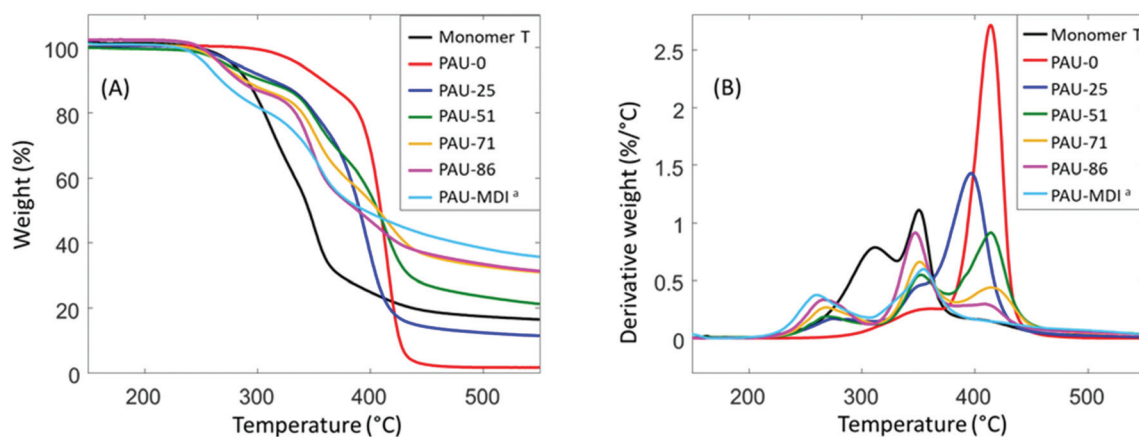 (A)
Monomer T
PAU-0
PAU-25
PAU-51
PAU-71
PAU-86
PAU-MDI a
Weight (%)
100
80
60
40
20
0
200
300
400
500
Temperature (°C)
(B)
Monomer T
PAU-0
PAU-25
PAU-51
PAU-71
PAU-86
PAU-MDI a
Derivative weight (%/°C)
2.5
2
1.5
1
0.5
0
200
300
400
500
Temperature (°C)